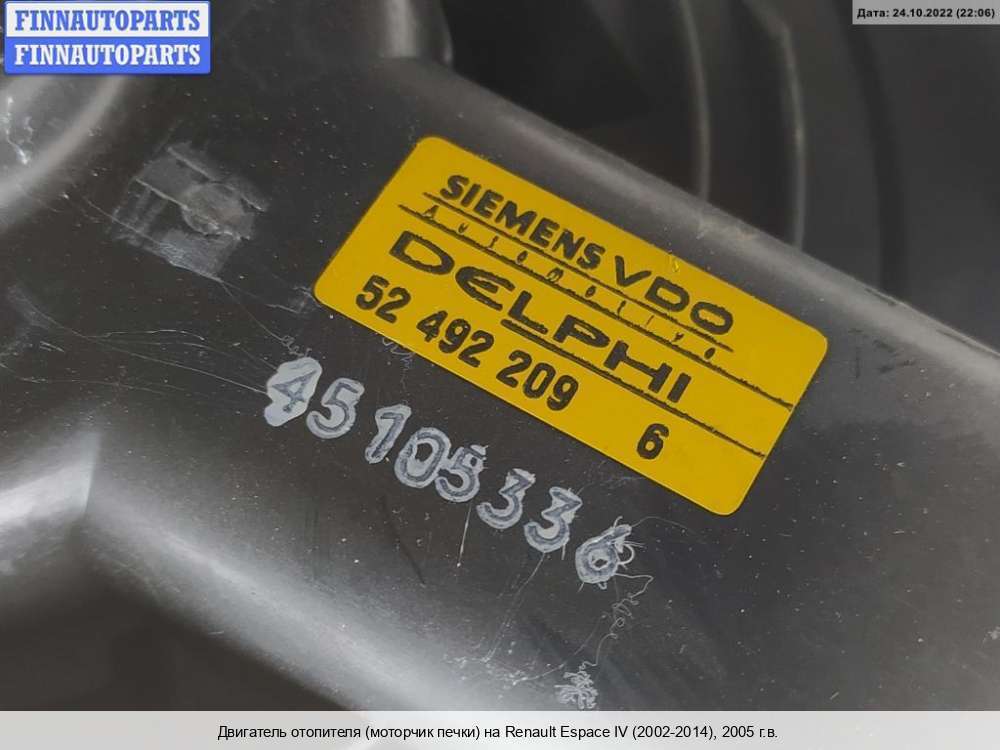 FINNAUTOPARTS
FINNAUTOPARTS
Дата: 24.10.2022 (22:06)
SIEMENS VDO
Automotive
DELPHI
52 492 209 6
45105336
Двигатель отопителя (моторчик печки) на Renault Espace IV (2002-2014), 2005 г.в.